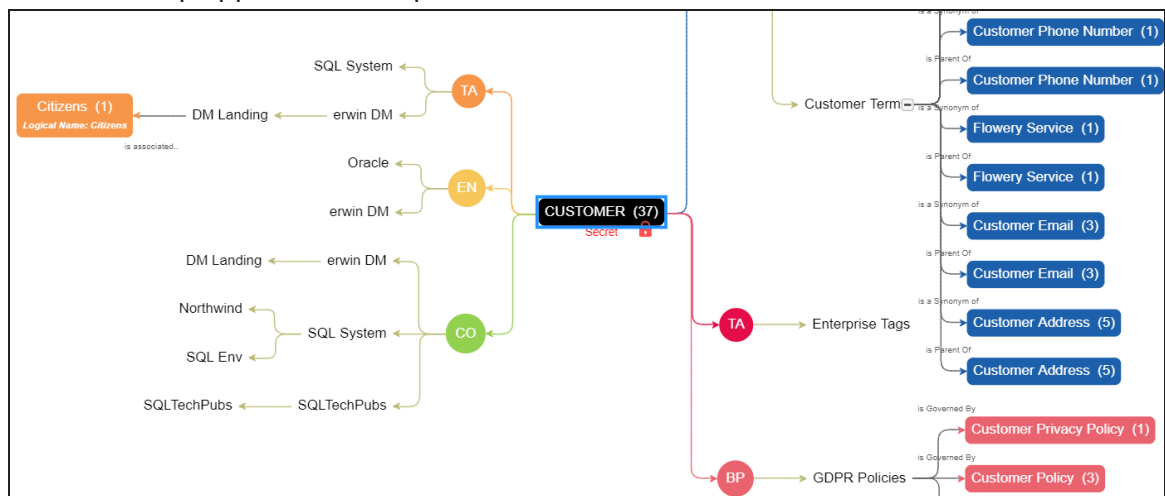 is a Synonym of
Customer Phone Number (1)
is Parent Of
Customer Phone Number (1)
Customer Term
is a Synonym of
Flowery Service (1)
is Parent Of
Flowery Service (1)
is a Synonym of
Customer Email (3)
is Parent Of
Customer Email (3)
is a Synonym of
Customer Address (5)
is Parent Of
Customer Address (5)
SQL System
TA
erwin DM
DM Landing
Citizens (1)
Logical Name: Citizens
is associated..
Oracle
EN
erwin DM
CUSTOMER (37)
Secret
DM Landing
erwin DM
Northwind
SQL System
CO
SQL Env
SQLTechPubs
SQLTechPubs
TA
Enterprise Tags
is Governed By
Customer Privacy Policy (1)
is Governed By
BP
GDPR Policies
Customer Policy (3)